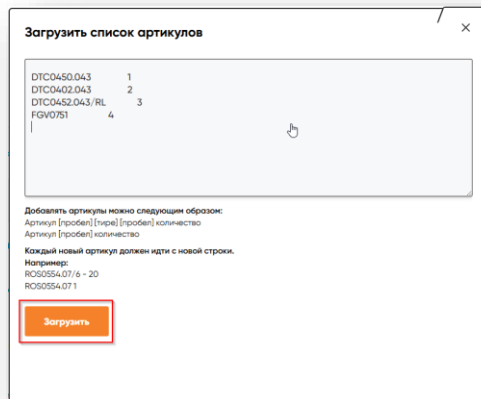 Загрузить список артикулов
DTC0450.043 1
DTC0402.043 2
DTC0452.043/RL 3
FGV0751 4
Добавлять артикулы можно следующим образом:
Артикул [пробел] [тире] [пробел] количество
Артикул [пробел] количество
Каждый новый артикул должен идти с новой строки.
Например:
ROS0554.07/6 - 20
ROS0554.07 1
Загрузить